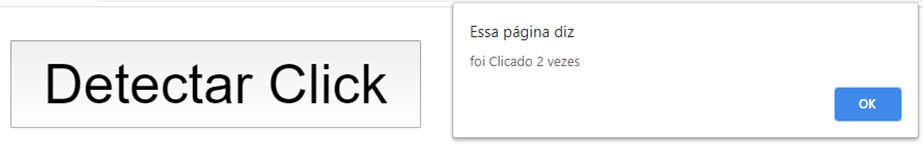 Detectar Click
Essa página diz
foi Clicado 2 vezes
OK